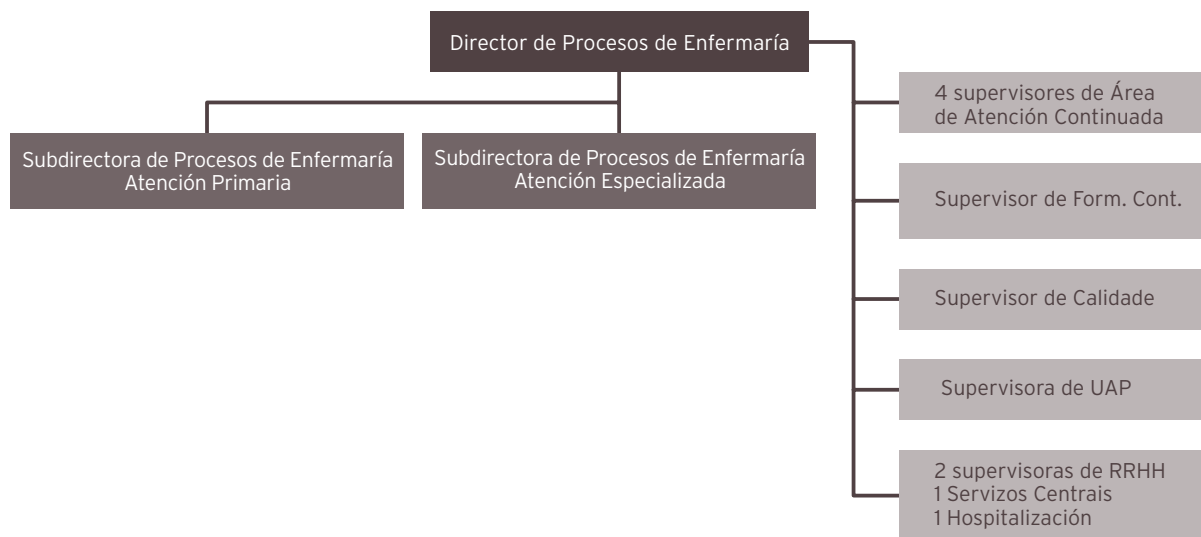 Director de Procesos de Enfermaría
Subdirectora de Procesos de Enfermaría
Atención Primaria
Subdirectora de Procesos de Enfermaría
Atención Especializada
4 supervisores de Área
de Atención Continuada
Supervisor de Form. Cont.
Supervisor de Calidade
Supervisora de UAP
2 supervisoras de RRHH
1 Servizos Centrais
1 Hospitalización